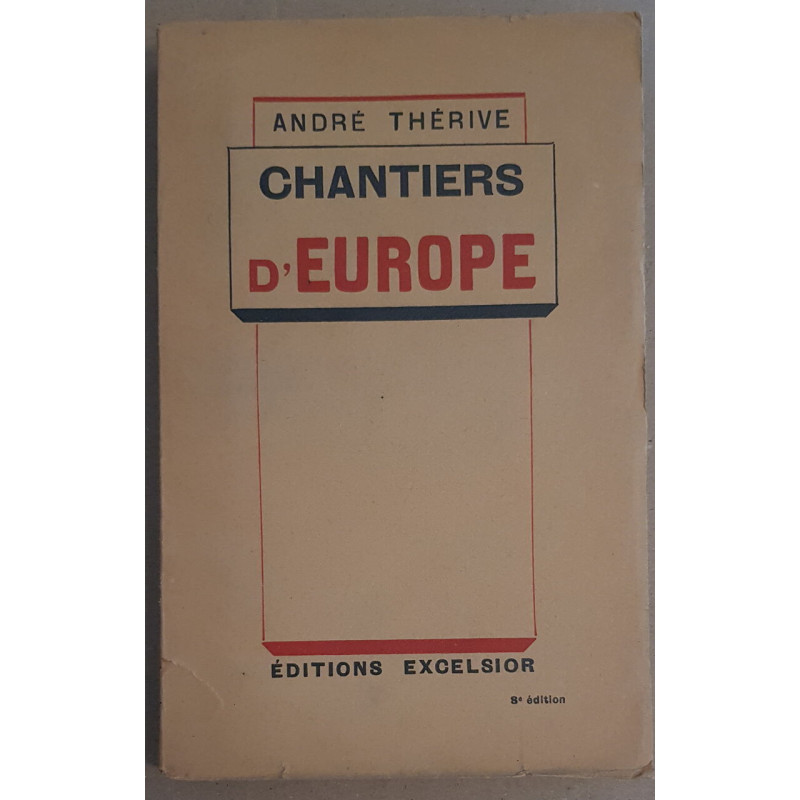 ANDRÉ THÉRIVE
CHANTIERS
D'EUROPE
ÉDITIONS EXCELSIOR
8e édition